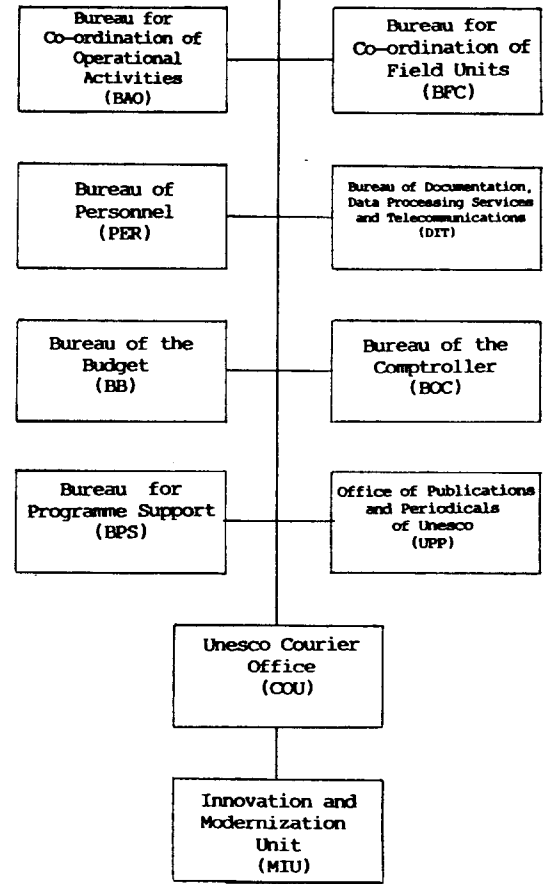 Bureau for
Co-ordination of
Operational
Activities
(BAO)
Bureau for
Co-ordination of
Field Units
(BFC)
Bureau of
Personnel
(PER)
Bureau of Documentation,
Data Processing Services
and Telecommunications
(DIT)
Bureau of the
Budget
(BB)
Bureau of the
Comptroller
(BOC)
Bureau for
Programme Support
(BPS)
Office of Publications
and Periodicals
of Unesco
(UPP)
Unesco Courier
Office
(COU)
Innovation and
Modernization
Unit
(MIU)